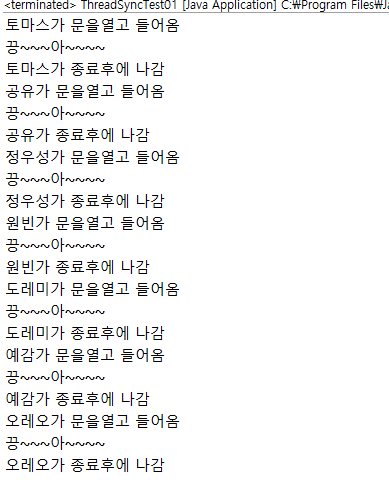 <terminated> ThreadSyncTest01 [Java Application] C:₩Program Files₩Ja
토마스가 문을열고 들어옴
끙~~~아~~~~
토마스가 종료후에 나감
공유가 문을열고 들어옴
끙~~~아~~~~
공유가 종료후에 나감
정우성가 문을열고 들어옴
끙~~~아~~~~
정우성가 종료후에 나감
원빈가 문을열고 들어옴
끙~~~아~~~~
원빈가 종료후에 나감
도레미가 문을열고 들어옴
끙~~~아~~~~
도레미가 종료후에 나감
예감가 문을열고 들어옴
끙~~~아~~~~
예감가 종료후에 나감
오레오가 문을열고 들어옴
끙~~~아~~~~
오레오가 종료후에 나감